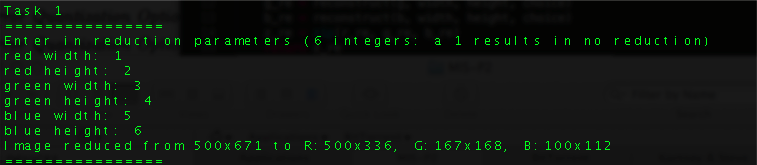 Task 1
================
Enter in reduction parameters (6 integers: a 1 results in no reduction)
red width: 1
red height: 2
green width: 3
green height: 4
blue width: 5
blue height: 6
Image reduced from 500x671 to R:500x336, G:167x168, B:100x112
================